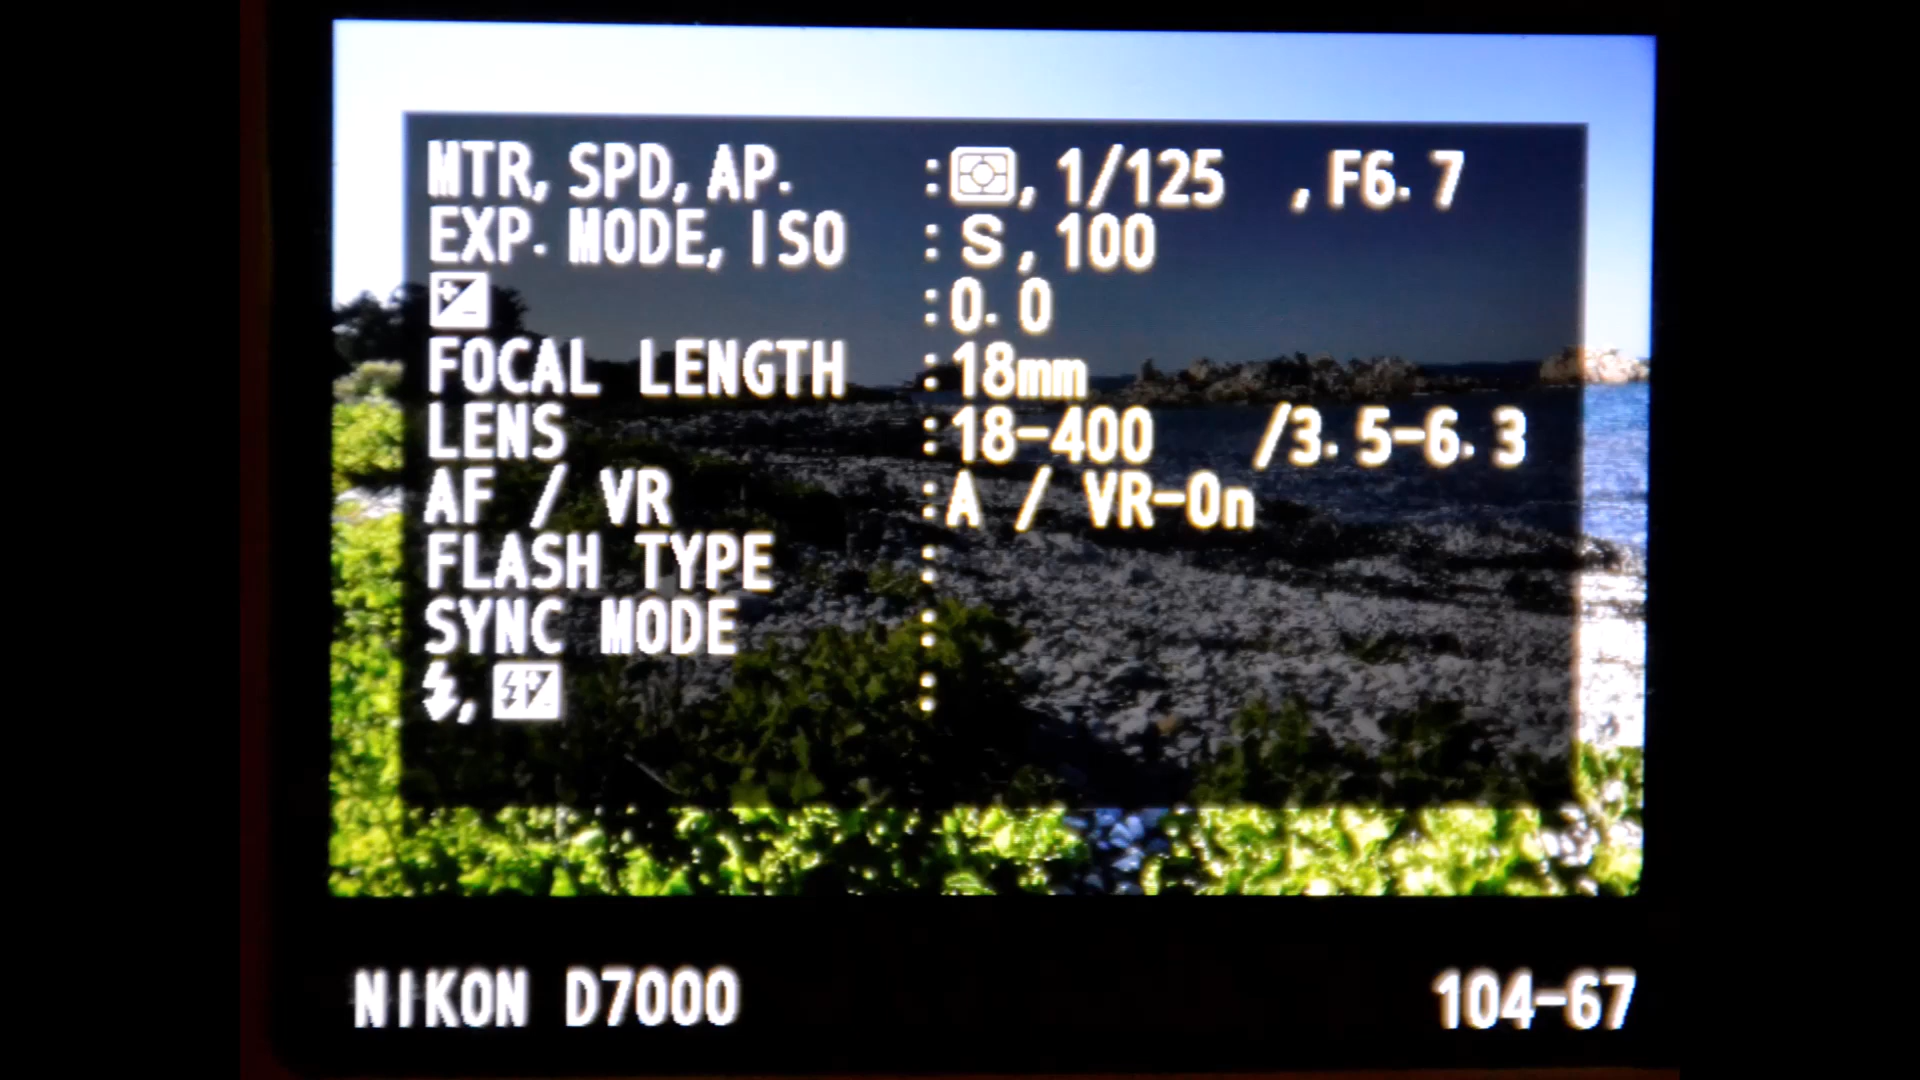 MTR, SPD, AP. : , 1/125 , F6.7
EXP. MODE, ISO : S, 100
: 0.0
FOCAL LENGTH : 18mm
LENS : 18-400 /3.5-6.3
AF / VR : A / VR-On
FLASH TYPE :
SYNC MODE :
, :
NIKON D7000 104-67